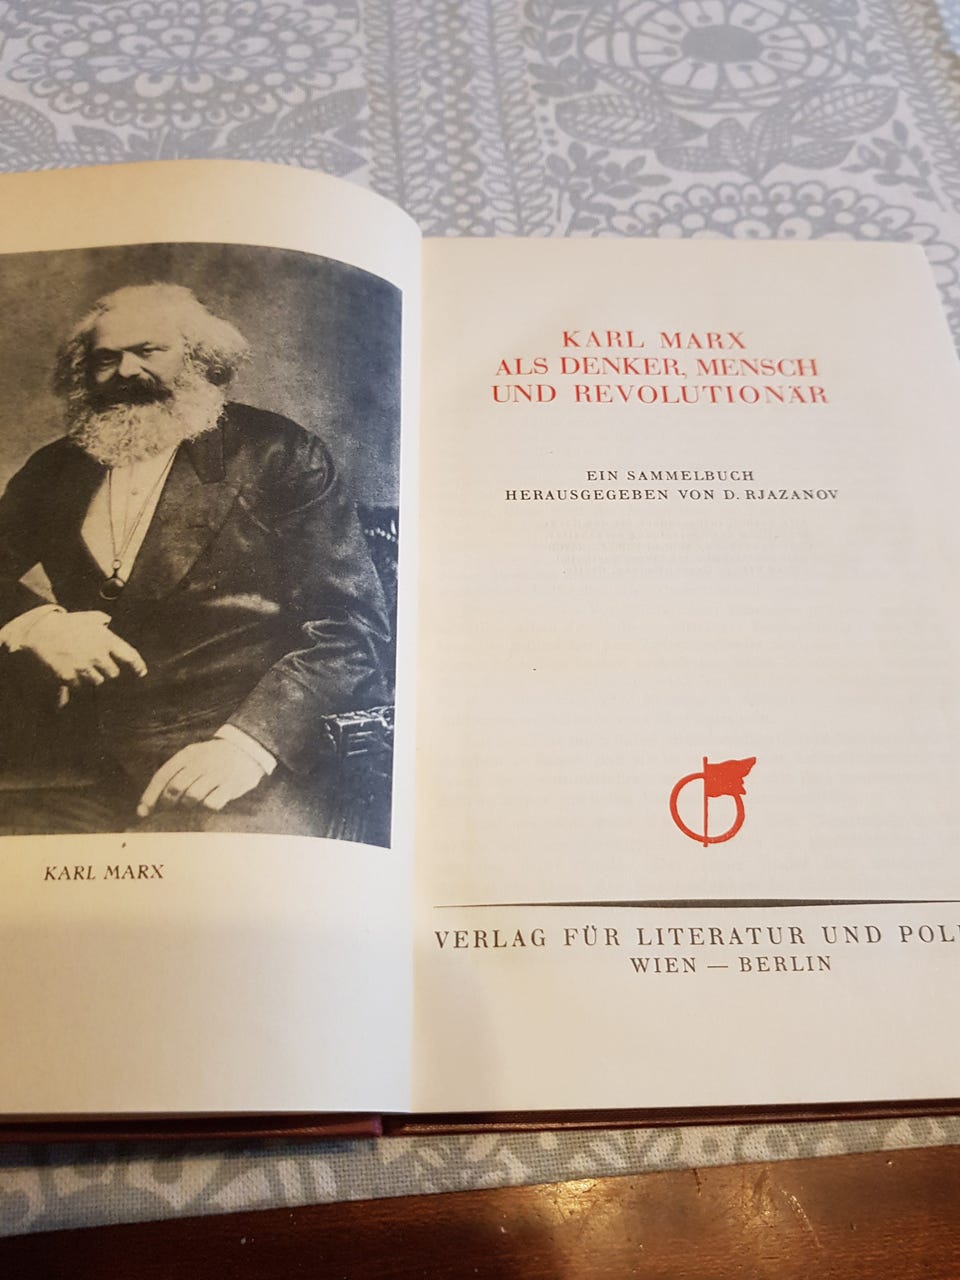 KARL MARX
KARL MARX
ALS DENKER, MENSCH
UND REVOLUTIONÄR
EIN SAMMELBUCH
HERAUSGEGEBEN VON D. RJAZANOV
VERLAG FÜR LITERATUR UND POLI
WIEN — BERLIN